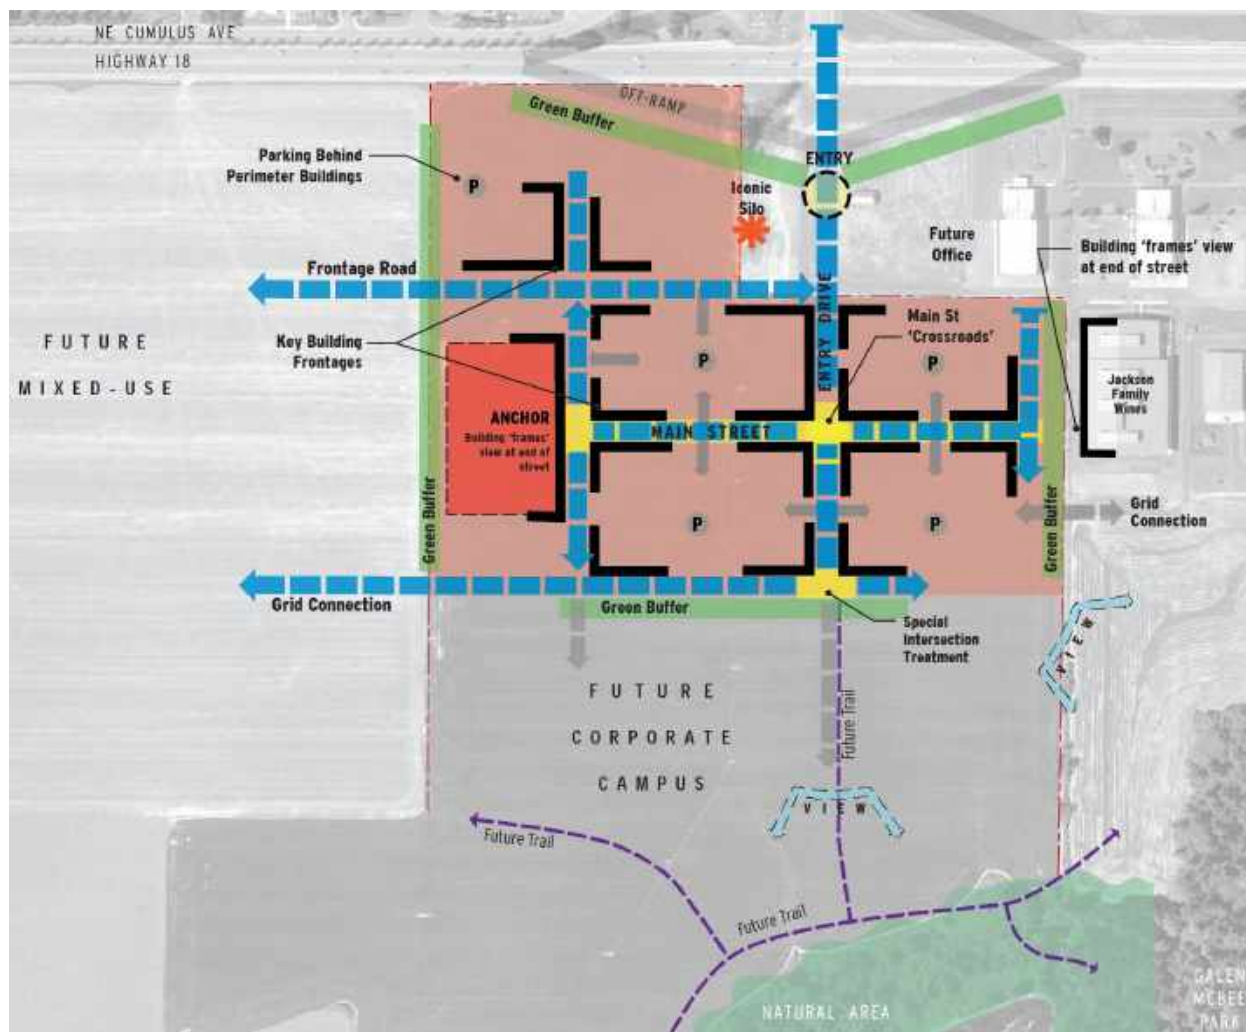 NE CUMULUS AVE
HIGHWAY 18
OFF-RAMP
Green Buffer
ENTRY
Parking Behind
Perimeter Buildings
P
Iconic
Silo
Future
Office
Building ‘frames’ view
at end of street
Frontage Road
ENTRY DRIVE
Main St
‘Crossroads’
FUTURE
MIXED-USE
Key Building
Frontages
P
P
Jackson
Family
Wines
ANCHOR
Building ‘frames’
view at end of
street
MAIN STREET
Green Buffer
P
P
Green Buffer
Grid
Connection
Grid Connection
Green Buffer
Special
Intersection
Treatment
VIEW
FUTURE
CORPORATE
CAMPUS
Future Trail
VIEW
Future Trail
Future Trail
NATURAL AREA
GALEN
MCBEE
PARK